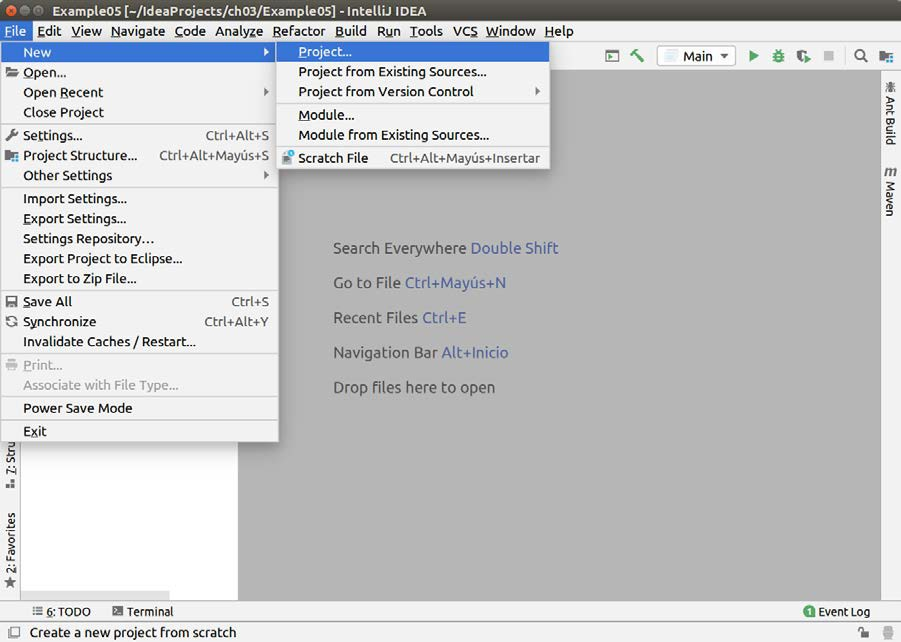 Example05 [~/IdeaProjects/ch03/Example05] - IntelliJ IDEA
File Edit View Navigate Code Analyze Refactor Build Run Tools VCS Window Help
New
Open...
Open Recent
Close Project
Settings... Ctrl+Alt+S
Project Structure... Ctrl+Alt+Mayús+S
Other Settings
Import Settings...
Export Settings...
Settings Repository...
Export Project to Eclipse...
Export to Zip File...
Save All Ctrl+S
Synchronize Ctrl+Alt+Y
Invalidate Caches / Restart...
Print...
Associate with File Type...
Power Save Mode
Exit
Project...
Project from Existing Sources...
Project from Version Control
Module...
Module from Existing Sources...
Scratch File Ctrl+Alt+Mayús+Insertar
Main
Search Everywhere Double Shift
Go to File Ctrl+Mayús+N
Recent Files Ctrl+E
Navigation Bar Alt+Inicio
Drop files here to open
Ant Build
m Maven
7: Stru
2: Favorites
6: TODO Terminal 1 Event Log
Create a new project from scratch